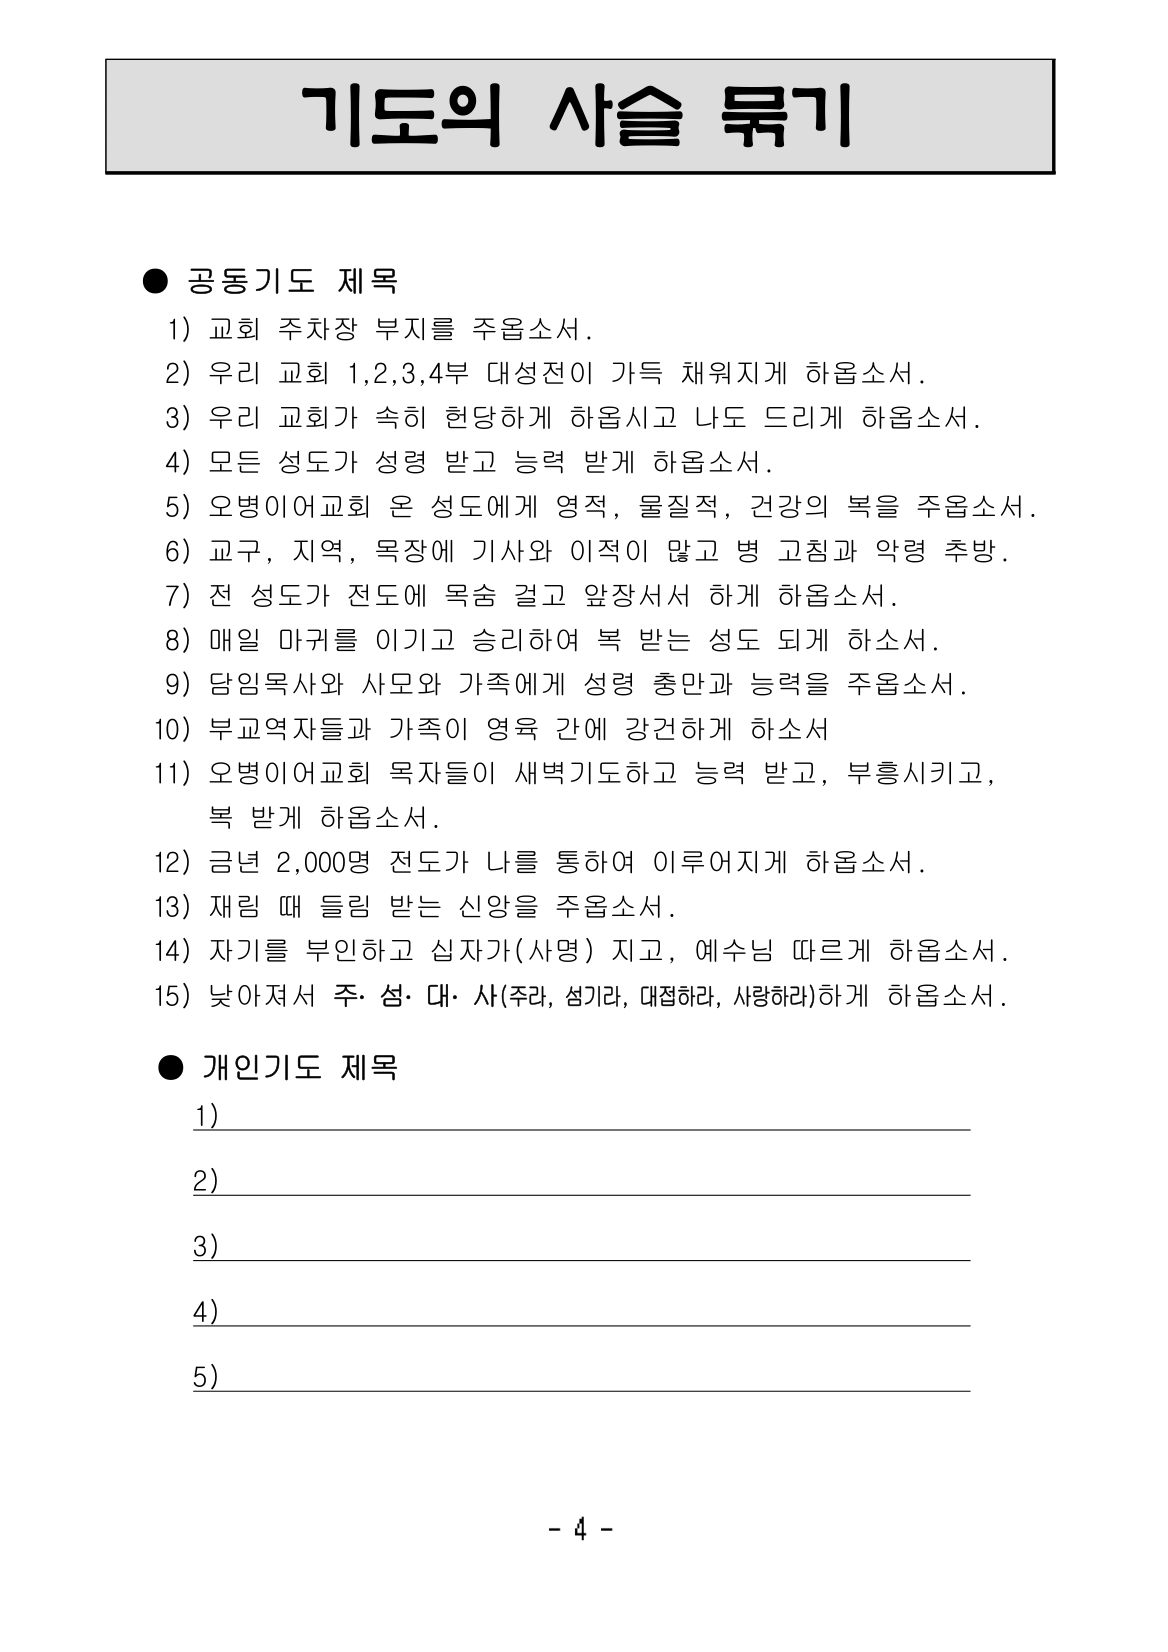 기도의 사슬 묶기
● 공동기도 제목
1) 교회 주차장 부지를 주옵소서.
2) 우리 교회 1,2,3,4부 대성전이 가득 채워지게 하옵소서.
3) 우리 교회가 속히 헌당하게 하옵시고 나도 드리게 하옵소서.
4) 모든 성도가 성령 받고 능력 받게 하옵소서.
5) 오병이어교회 온 성도에게 영적, 물질적, 건강의 복을 주옵소서.
6) 교구, 지역, 목장에 기사와 이적이 많고 병 고침과 악령 추방.
7) 전 성도가 전도에 목숨 걸고 앞장서서 하게 하옵소서.
8) 매일 마귀를 이기고 승리하여 복 받는 성도 되게 하소서.
9) 담임목사와 사모와 가족에게 성령 충만과 능력을 주옵소서.
10) 부교역자들과 가족이 영육 간에 강건하게 하소서
11) 오병이어교회 목자들이 새벽기도하고 능력 받고, 부흥시키고,
복 받게 하옵소서.
12) 금년 2,000명 전도가 나를 통하여 이루어지게 하옵소서.
13) 재림 때 들림 받는 신앙을 주옵소서.
14) 자기를 부인하고 십자가(사명) 지고, 예수님 따르게 하옵소서.
15) 낮아져서 주· 섬· 대· 사(주라, 섬기라, 대접하라, 사랑하라)하게 하옵소서.
● 개인기도 제목
1)
2)
3)
4)
5)
- 4 -